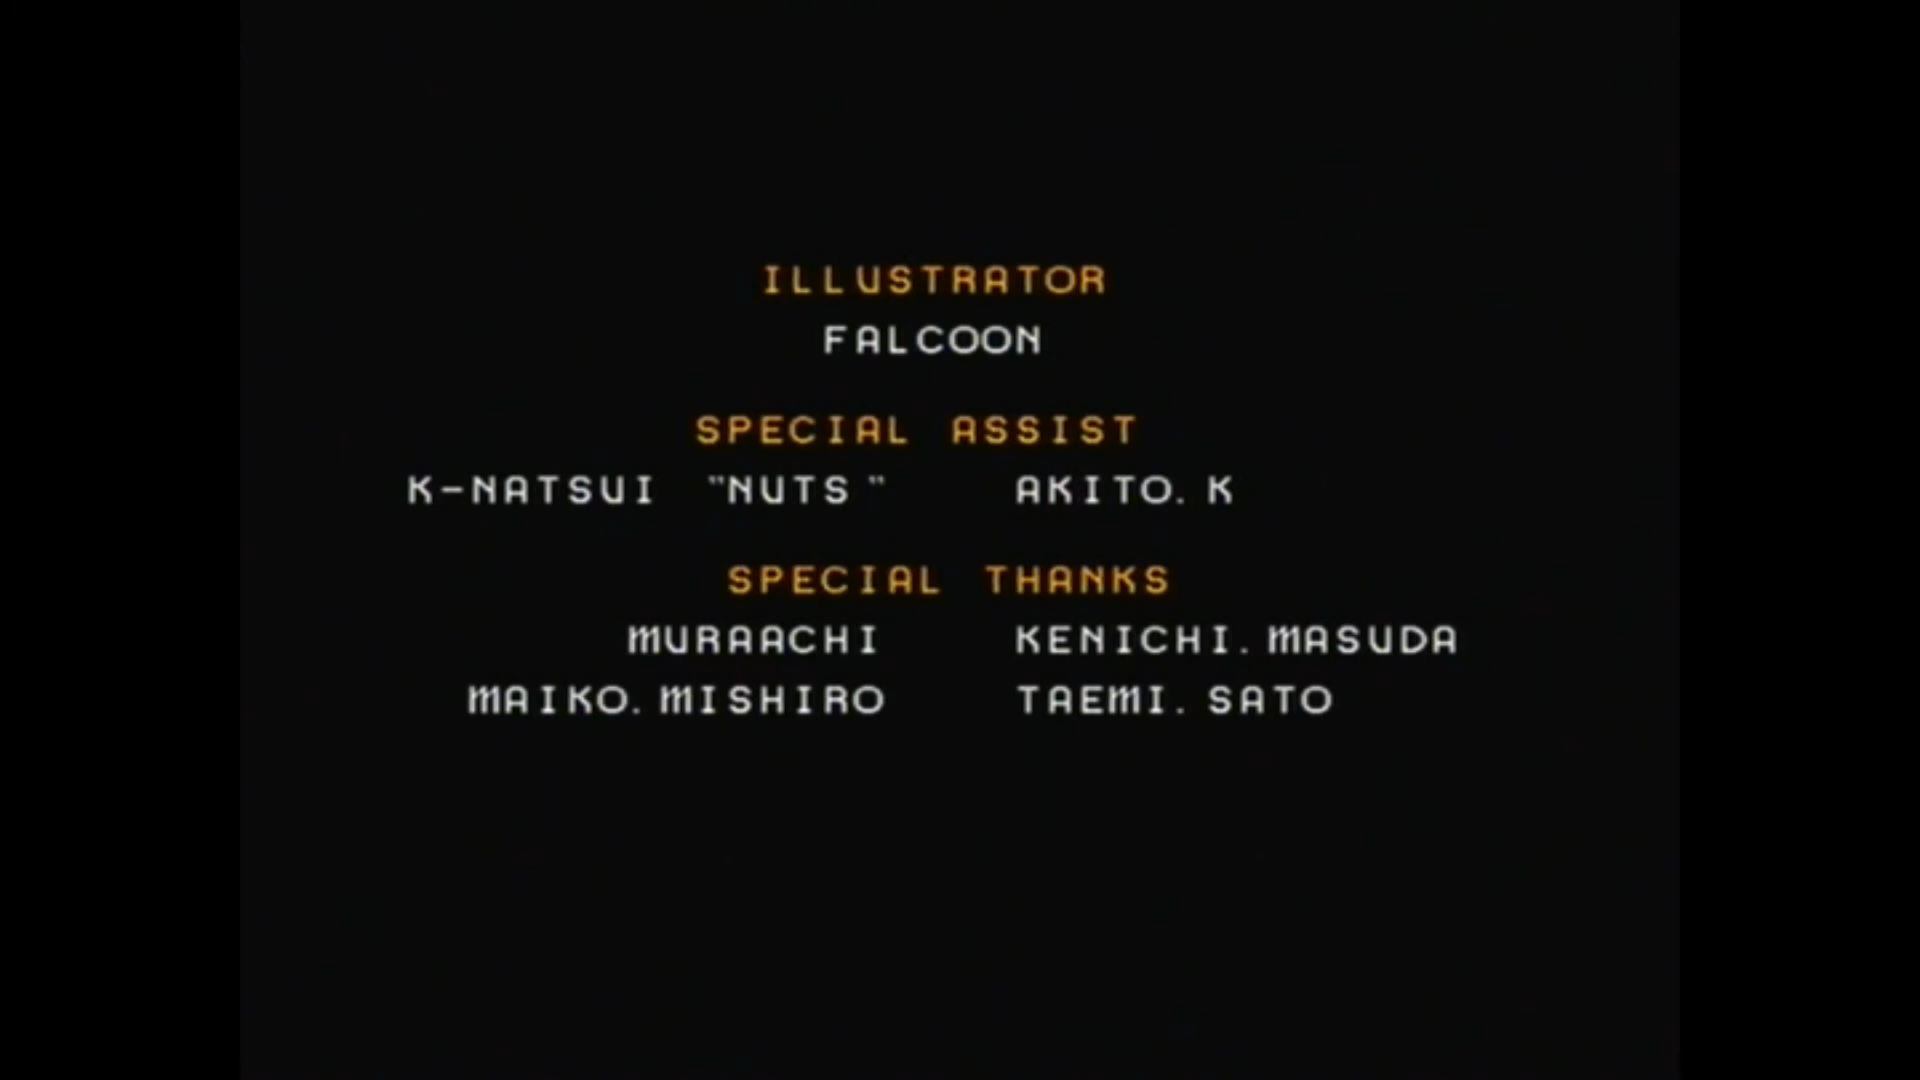 ILLUSTRATOR
FALCOON
SPECIAL ASSIST
K-NATSUI "NUTS" AKITO. K
SPECIAL THANKS
MURAACHI KENICHI. MASUDA
MAIKO. MISHIRO TAEMI. SATO